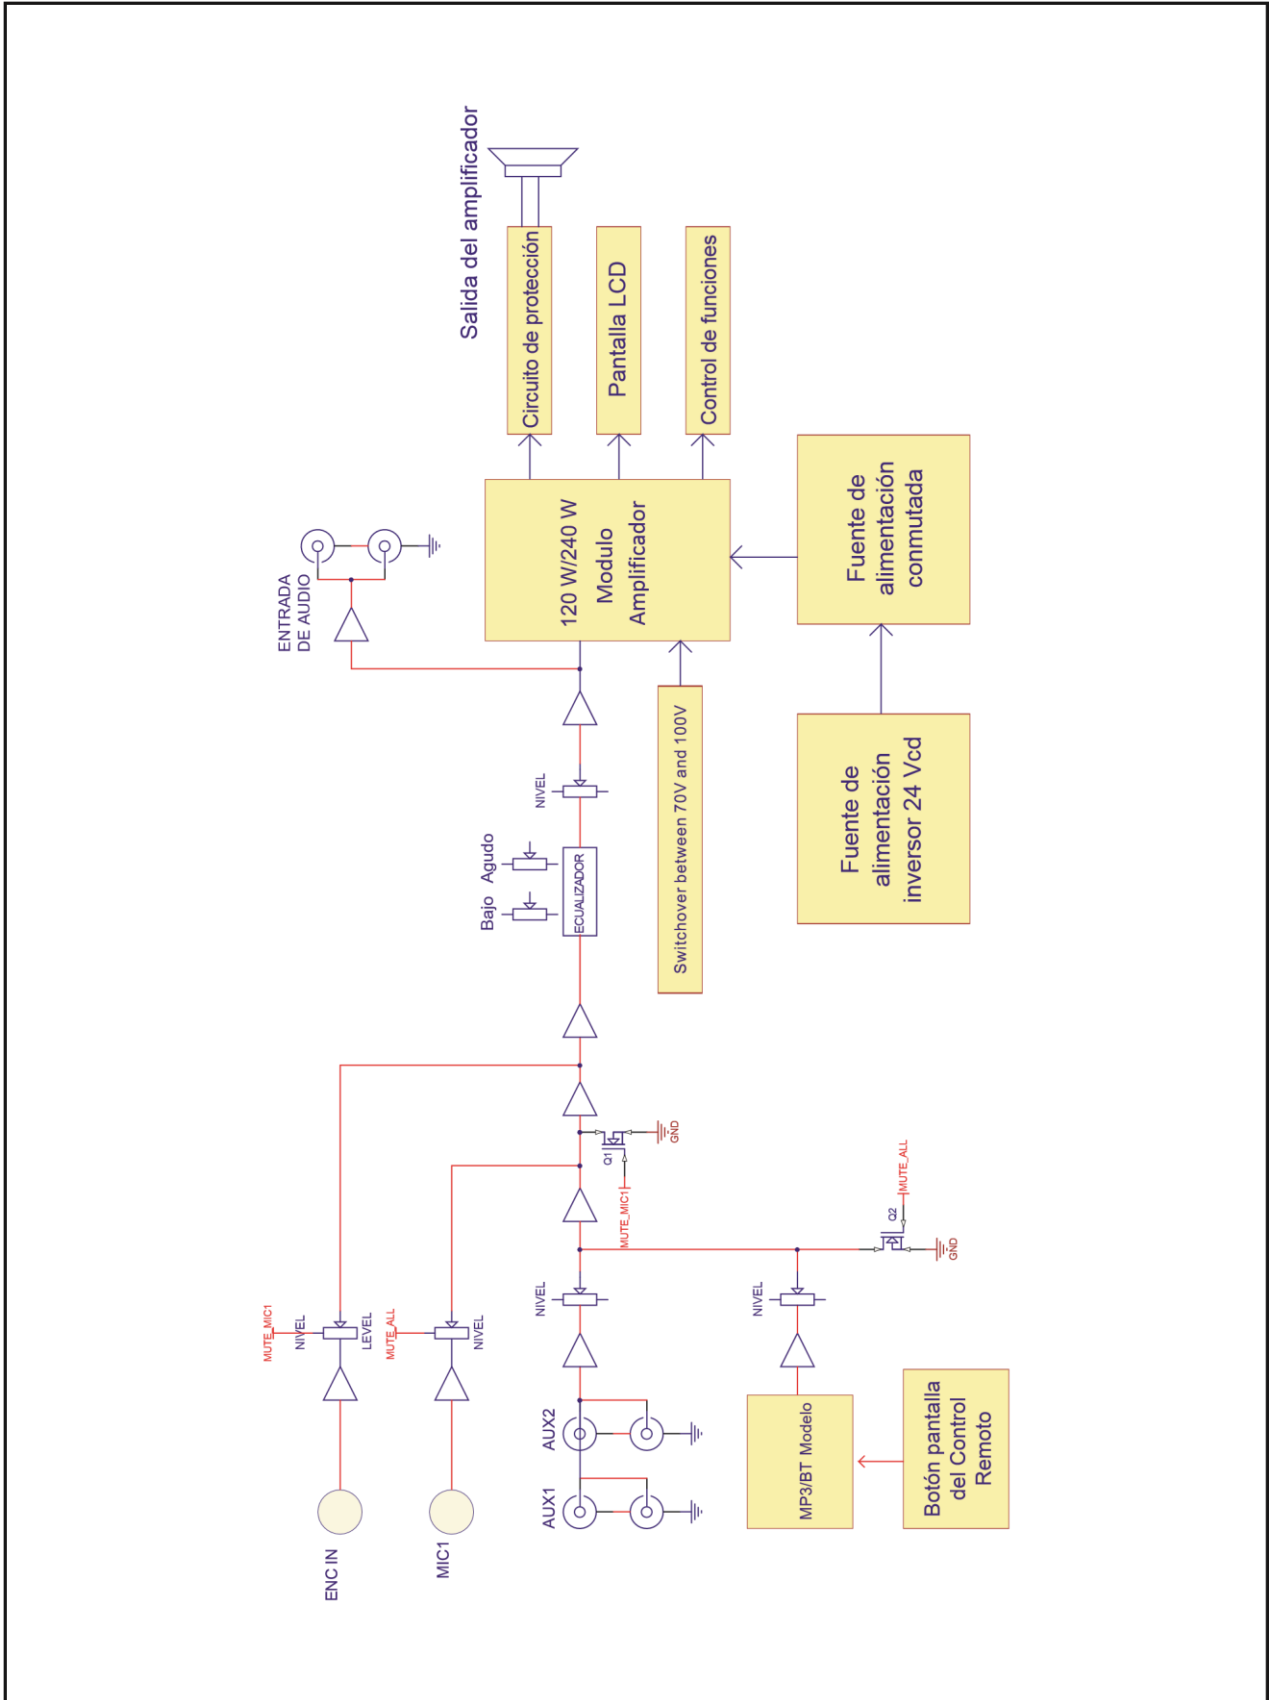 ENC IN
MUTE_MIC1
NIVEL
LEVEL
MIC1
MUTE_ALL
NIVEL
AUX1
AUX2
NIVEL
MP3/BT Modelo
NIVEL
Botón pantalla
del Control
Remoto
MUTE_MIC1
Q1
GND
Q2
MUTE_ALL
GND
Bajo
Agudo
ECUALIZADOR
NIVEL
ENTRADA
DE AUDIO
Switchover between 70V and 100V
120 W/240 W
Modulo
Amplificador
Salida del amplificador
Circuito de protección
Pantalla LCD
Control de funciones
Fuente de
alimentación
inversor 24 Vcd
Fuente de
alimentación
conmutada